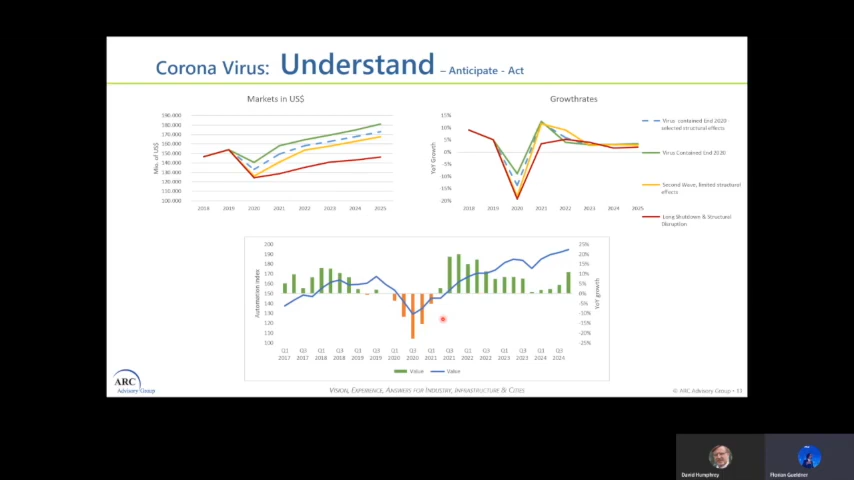 Corona Virus: Understand – Anticipate - Act
Markets in US$
190.000
180.000
170.000
160.000
150.000
140.000
130.000
120.000
110.000
100.000
Mio. of US$
2018 2019 2020 2021 2022 2023 2024 2025
Growthrates
15%
10%
5%
0%
5%
10%
15%
20%
YoY Growth
2018 2019 2020 2021 2022 2023 2024 2025
Virus contained End 2020 -
selected structural effects
Virus Contained End 2020
Second Wave, limited structural
effects
Long Shutdown & Structural
Disruption
200
190
180
170
160
150
140
130
120
110
100
Automation Index
25%
20%
15%
10%
5%
0%
-5%
-10%
-15%
-20%
-25%
YoY growth
Q1 Q3 Q1 Q3 Q1 Q3 Q1 Q3 Q1 Q3 Q1 Q3 Q1 Q3 Q1 Q3
2017 2017 2018 2018 2019 2019 2020 2020 2021 2021 2022 2022 2023 2023 2024 2024
Value Value
ARC
Advisory Group
Vision, Experience, Answers for Industry, Infrastructure & Cities
© ARC Advisory Group • 11
David Humphrey
Florian Gueldner